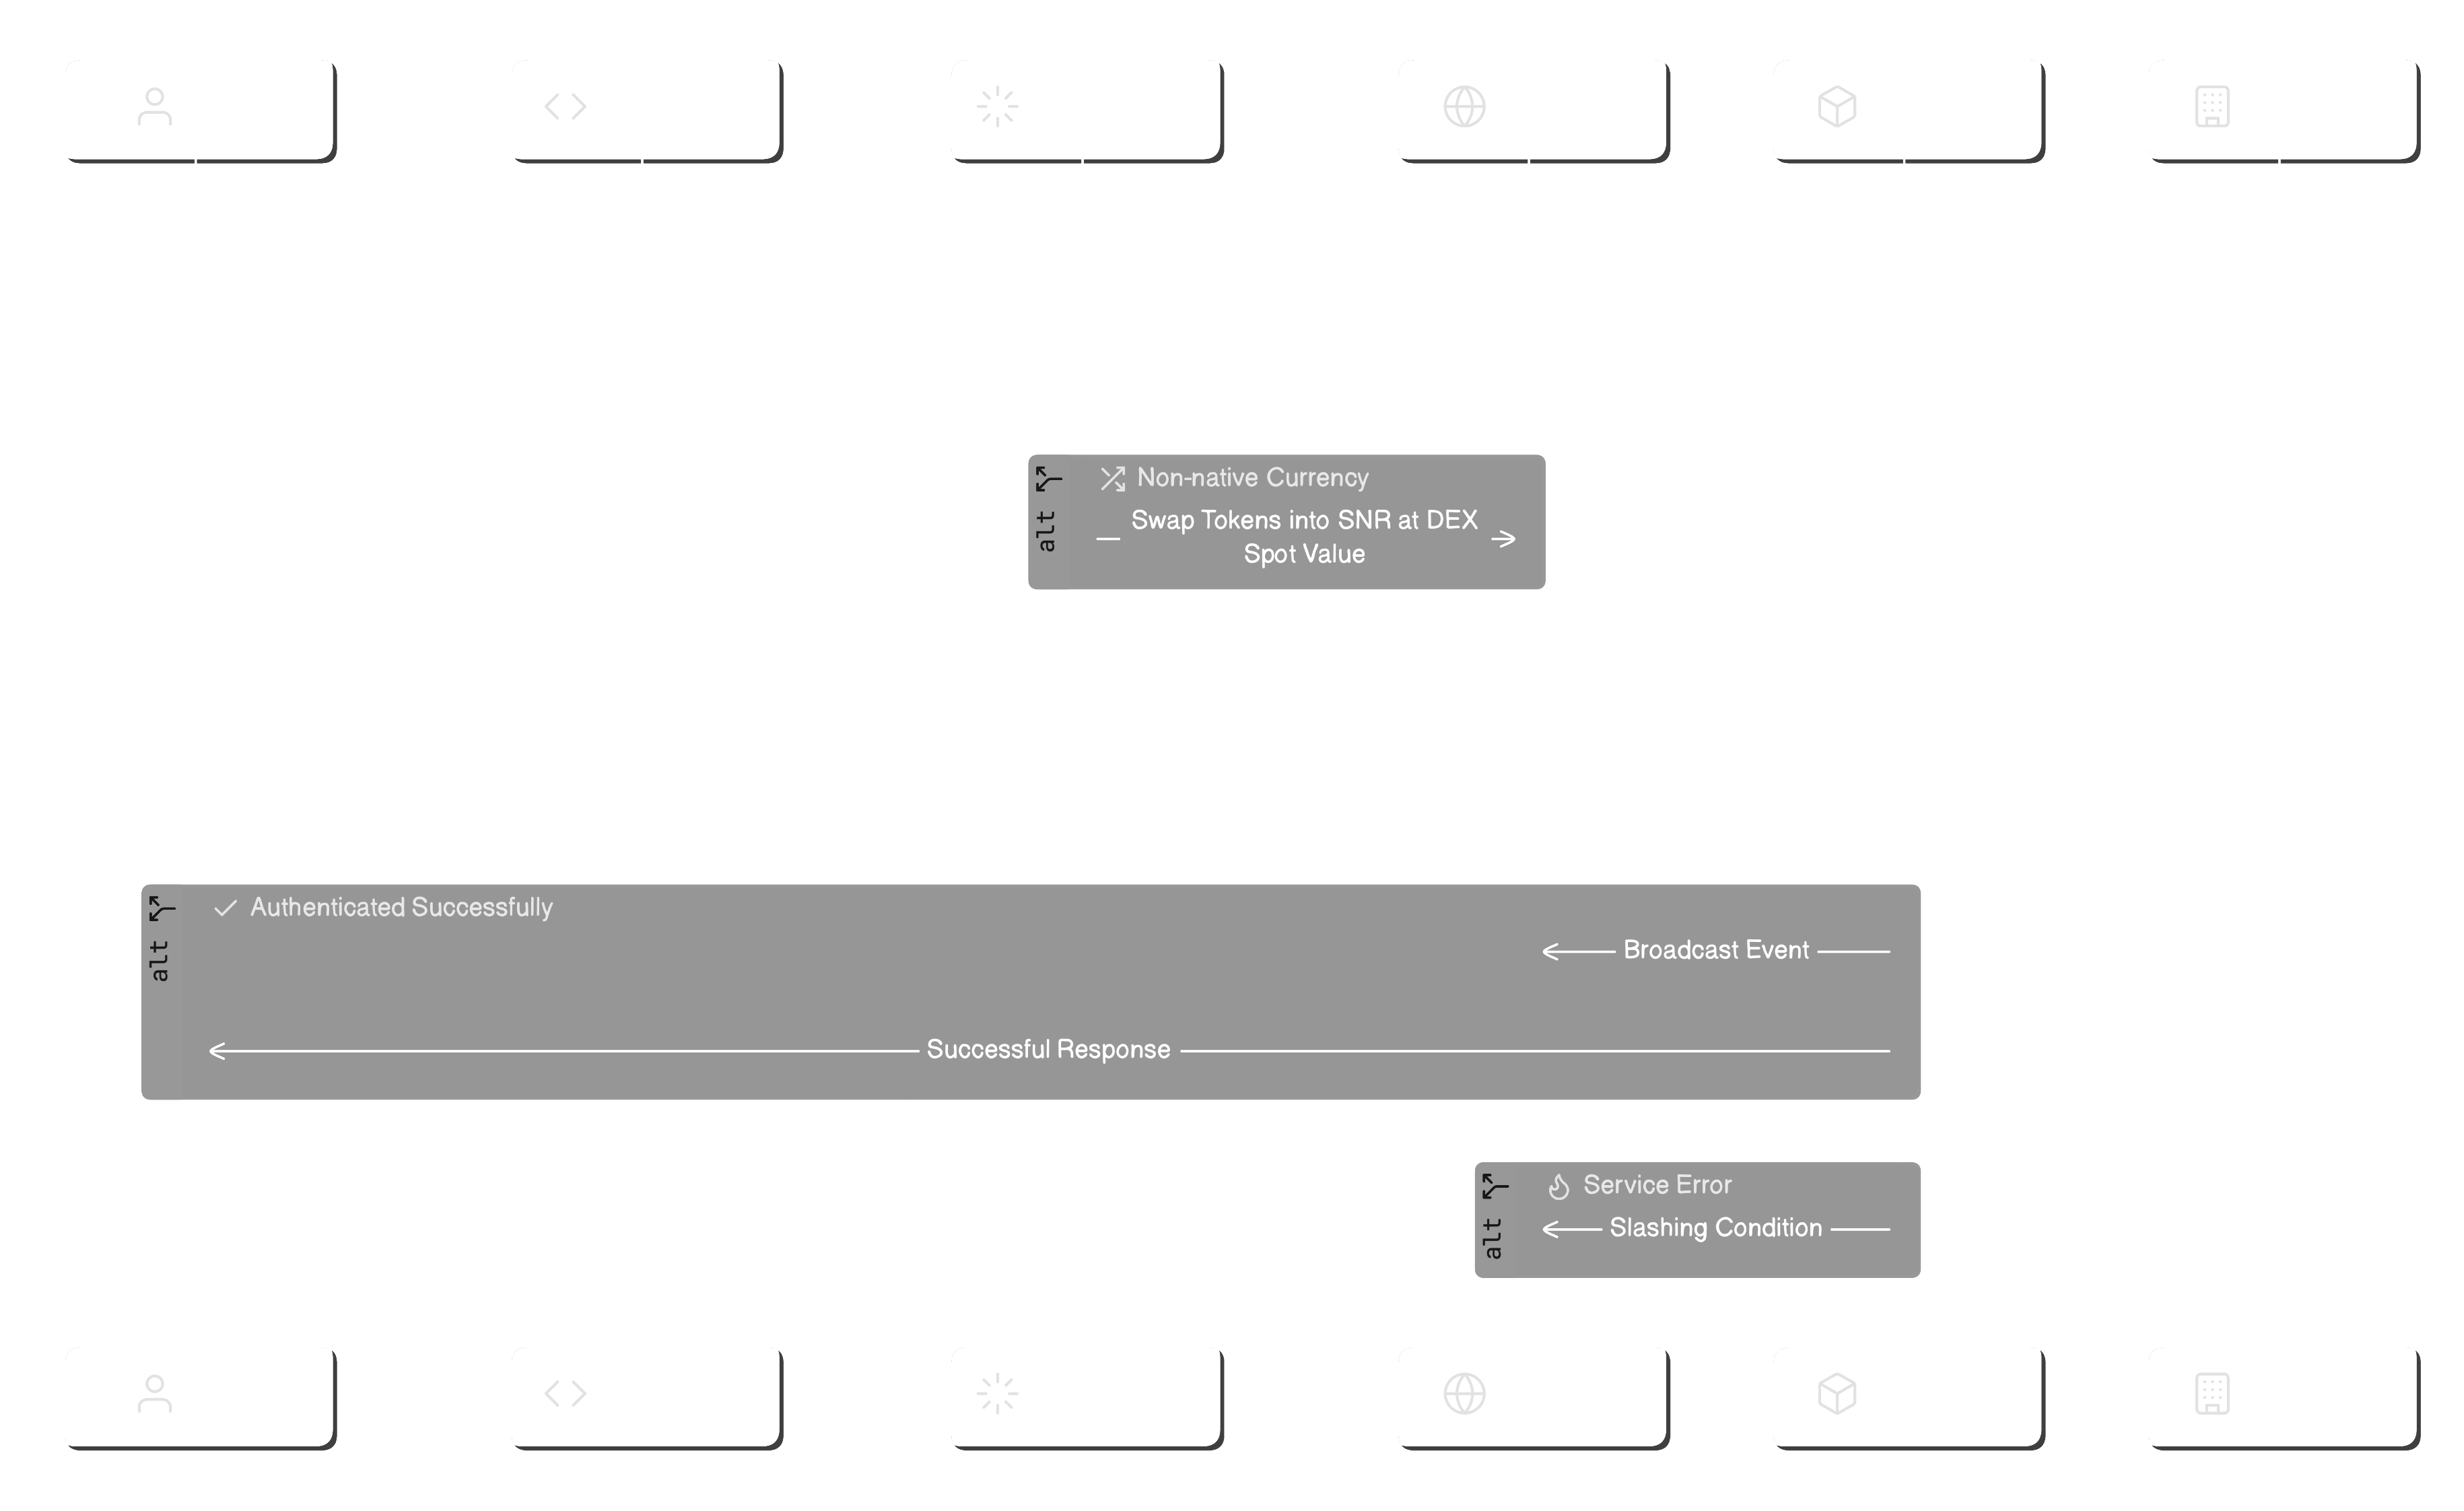 alt
Non-native Currency
Swap Tokens into SNR at DEX
Spot Value
alt
Authenticated Successfully
Broadcast Event
Successful Response
alt
Service Error
Slashing Condition